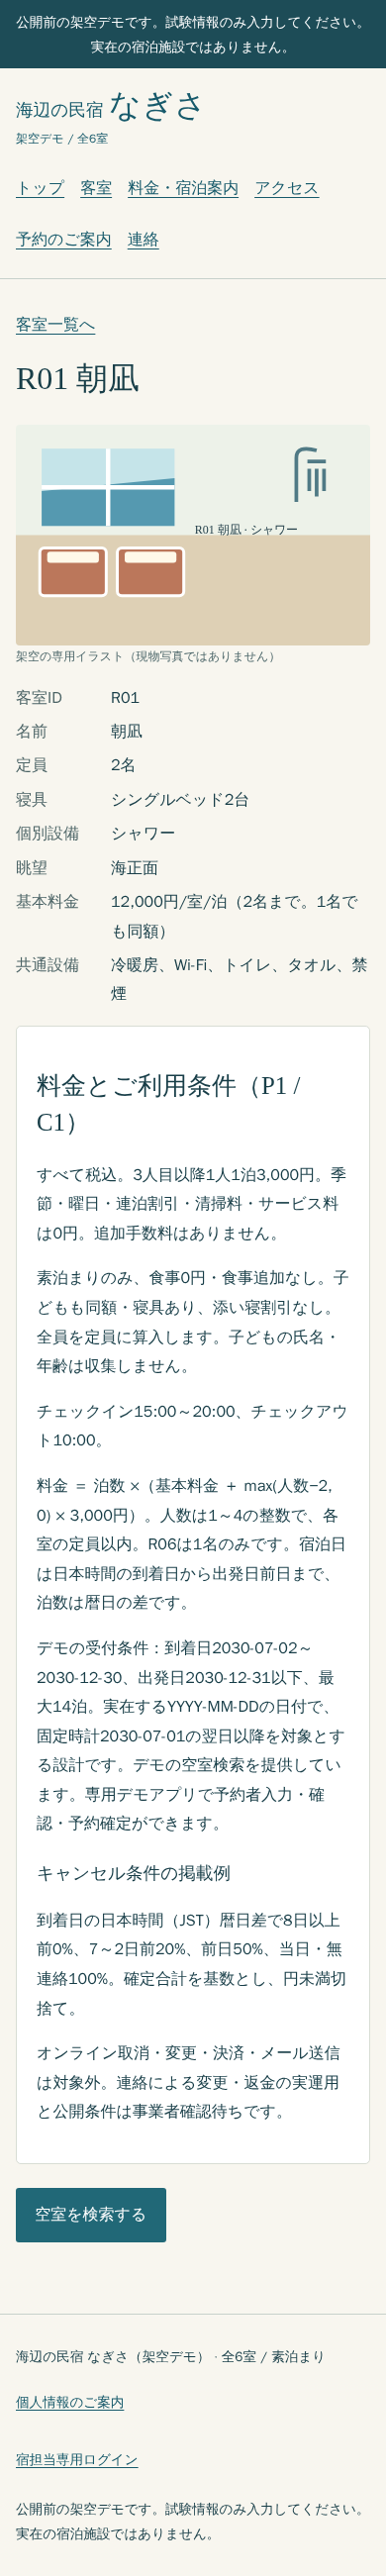 公開前の架空デモです。試験情報のみ入力してください。
実在の宿泊施設ではありません。
海辺の民宿 なぎさ
架空デモ / 全6室
トップ 客室 料金・宿泊案内 アクセス
予約のご案内 連絡
客室一覧へ
R01 朝凪
R01 朝凪 · シャワー
架空の専用イラスト（現物写真ではありません）
客室ID R01
名前 朝凪
定員 2名
寝具 シングルベッド2台
個別設備 シャワー
眺望 海正面
基本料金 12,000円/室/泊（2名まで。1名で
も同額）
共通設備 冷暖房、Wi-Fi、トイレ、タオル、禁
煙
料金とご利用条件（P1 /
C1）
すべて税込。3人目以降1人1泊3,000円。季
節・曜日・連泊割引・清掃料・サービス料
は0円。追加手数料はありません。
素泊まりのみ、食事0円・食事追加なし。子
どもも同額・寝具あり、添い寝割引なし。
全員を定員に算入します。子どもの氏名・
年齢は収集しません。
チェックイン15:00～20:00、チェックアウ
ト10:00。
料金 ＝ 泊数 ×（基本料金 ＋ max(人数−2,
0) × 3,000円）。人数は1～4の整数で、各
室の定員以内。R06は1名のみです。宿泊日
は日本時間の到着日から出発日前日まで、
泊数は暦日の差です。
デモの受付条件：到着日2030-07-02～
2030-12-30、出発日2030-12-31以下、最
大14泊。実在するYYYY-MM-DDの日付で、
固定時計2030-07-01の翌日以降を対象とす
る設計です。デモの空室検索を提供してい
ます。専用デモアプリで予約者入力・確
認・予約確定ができます。
キャンセル条件の掲載例
到着日の日本時間（JST）暦日差で8日以上
前0%、7～2日前20%、前日50%、当日・無
連絡100%。確定合計を基数とし、円未満切
捨て。
オンライン取消・変更・決済・メール送信
は対象外。連絡による変更・返金の実運用
と公開条件は事業者確認待ちです。
空室を検索する
海辺の民宿 なぎさ（架空デモ） · 全6室 / 素泊まり
個人情報のご案内
宿担当専用ログイン
公開前の架空デモです。試験情報のみ入力してください。
実在の宿泊施設ではありません。